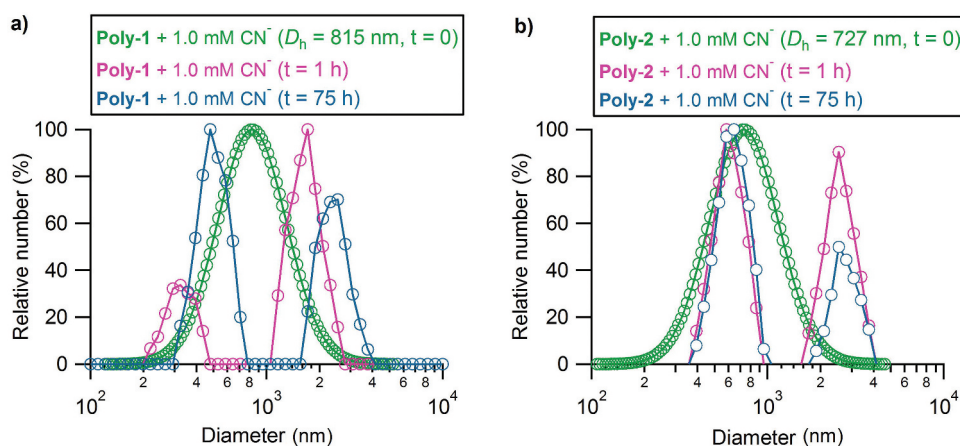 a)
Poly-1 + 1.0 mM CN⁻ (Dₕ = 815 nm, t = 0)
Poly-1 + 1.0 mM CN⁻ (t = 1 h)
Poly-1 + 1.0 mM CN⁻ (t = 75 h)
Relative number (%)
100
80
60
40
20
0
10² 2 4 6 8 10³ 2 4 6 8 10⁴
Diameter (nm)
b)
Poly-2 + 1.0 mM CN⁻ (Dₕ = 727 nm, t = 0)
Poly-2 + 1.0 mM CN⁻ (t = 1 h)
Poly-2 + 1.0 mM CN⁻ (t = 75 h)
Relative number (%)
100
80
60
40
20
0
10² 2 4 6 8 10³ 2 4 6 8 10⁴
Diameter (nm)